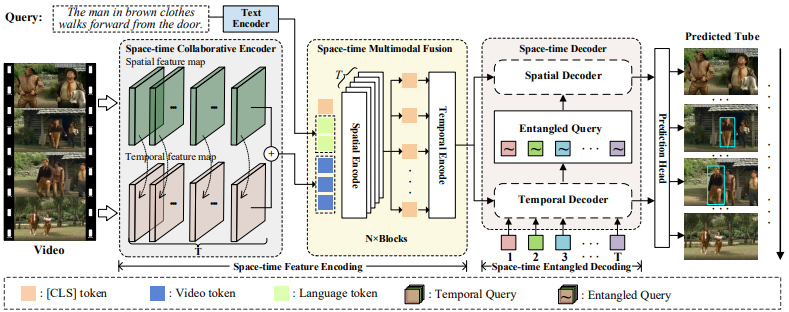 Query:
The man in brown clothes
walks forward from the door.
Text
Encoder
Space-time Collaborative Encoder
Spatial feature map
...
...
Temporal feature map
...
...
+
T
Video
Space-time Multimodal Fusion
T
Spatial Encode
...
...
Temporal Encode
N×Blocks
Space-time Feature Encoding
Space-time Decoder
Spatial Decoder
Entangled Query
~ ~ ~ ... ~
Temporal Decoder
...
1 2 3 ... T
Space-time Entangled Decoding
Prediction Head
Predicted Tube
...
...
...
: [CLS] token
: Video token
: Language token
: Temporal Query
~ : Entangled Query